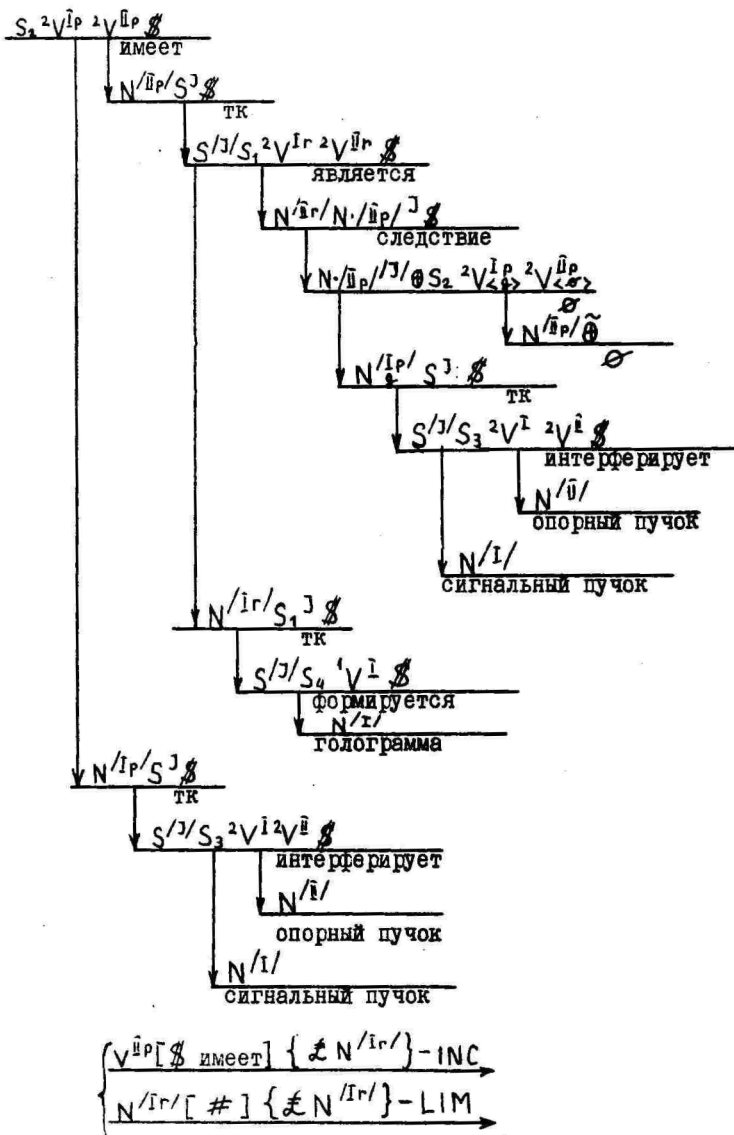 S₂ ²V^Ip ²V^IIp $
имеет
N^/IIp/ S^J $
тк
S^/J/ S₁ ²V^Ir ²V^IIr $
является
N^/IIr/ N·/IIp/ ^J $
следствие
N·/IIp/ ^/J/ ⊕ S₂ ²V^Ip ²V^IIp
∅
N^/IIp/ ⊕̃
∅
N^/Ip/ S^J $
тк
S^/J/ S₃ ²V^I ²V^II $
интерферирует
N^/II/
опорный пучок
N^/I/
сигнальный пучок
N^/Ir/ S₁^J $
тк
S^/J/ S₄ ¹V^I $
формируется
N^/I/
голограмма
N^/Ip/ S^J $
тк
S^/J/ S₃ ²V^I ²V^II $
интерферирует
N^/II/
опорный пучок
N^/I/
сигнальный пучок
V^IIp [$ имеет] {£ N^/Ir/} - INC
N^/Ir/ [ # ] {£ N^/Ir/} - LIM